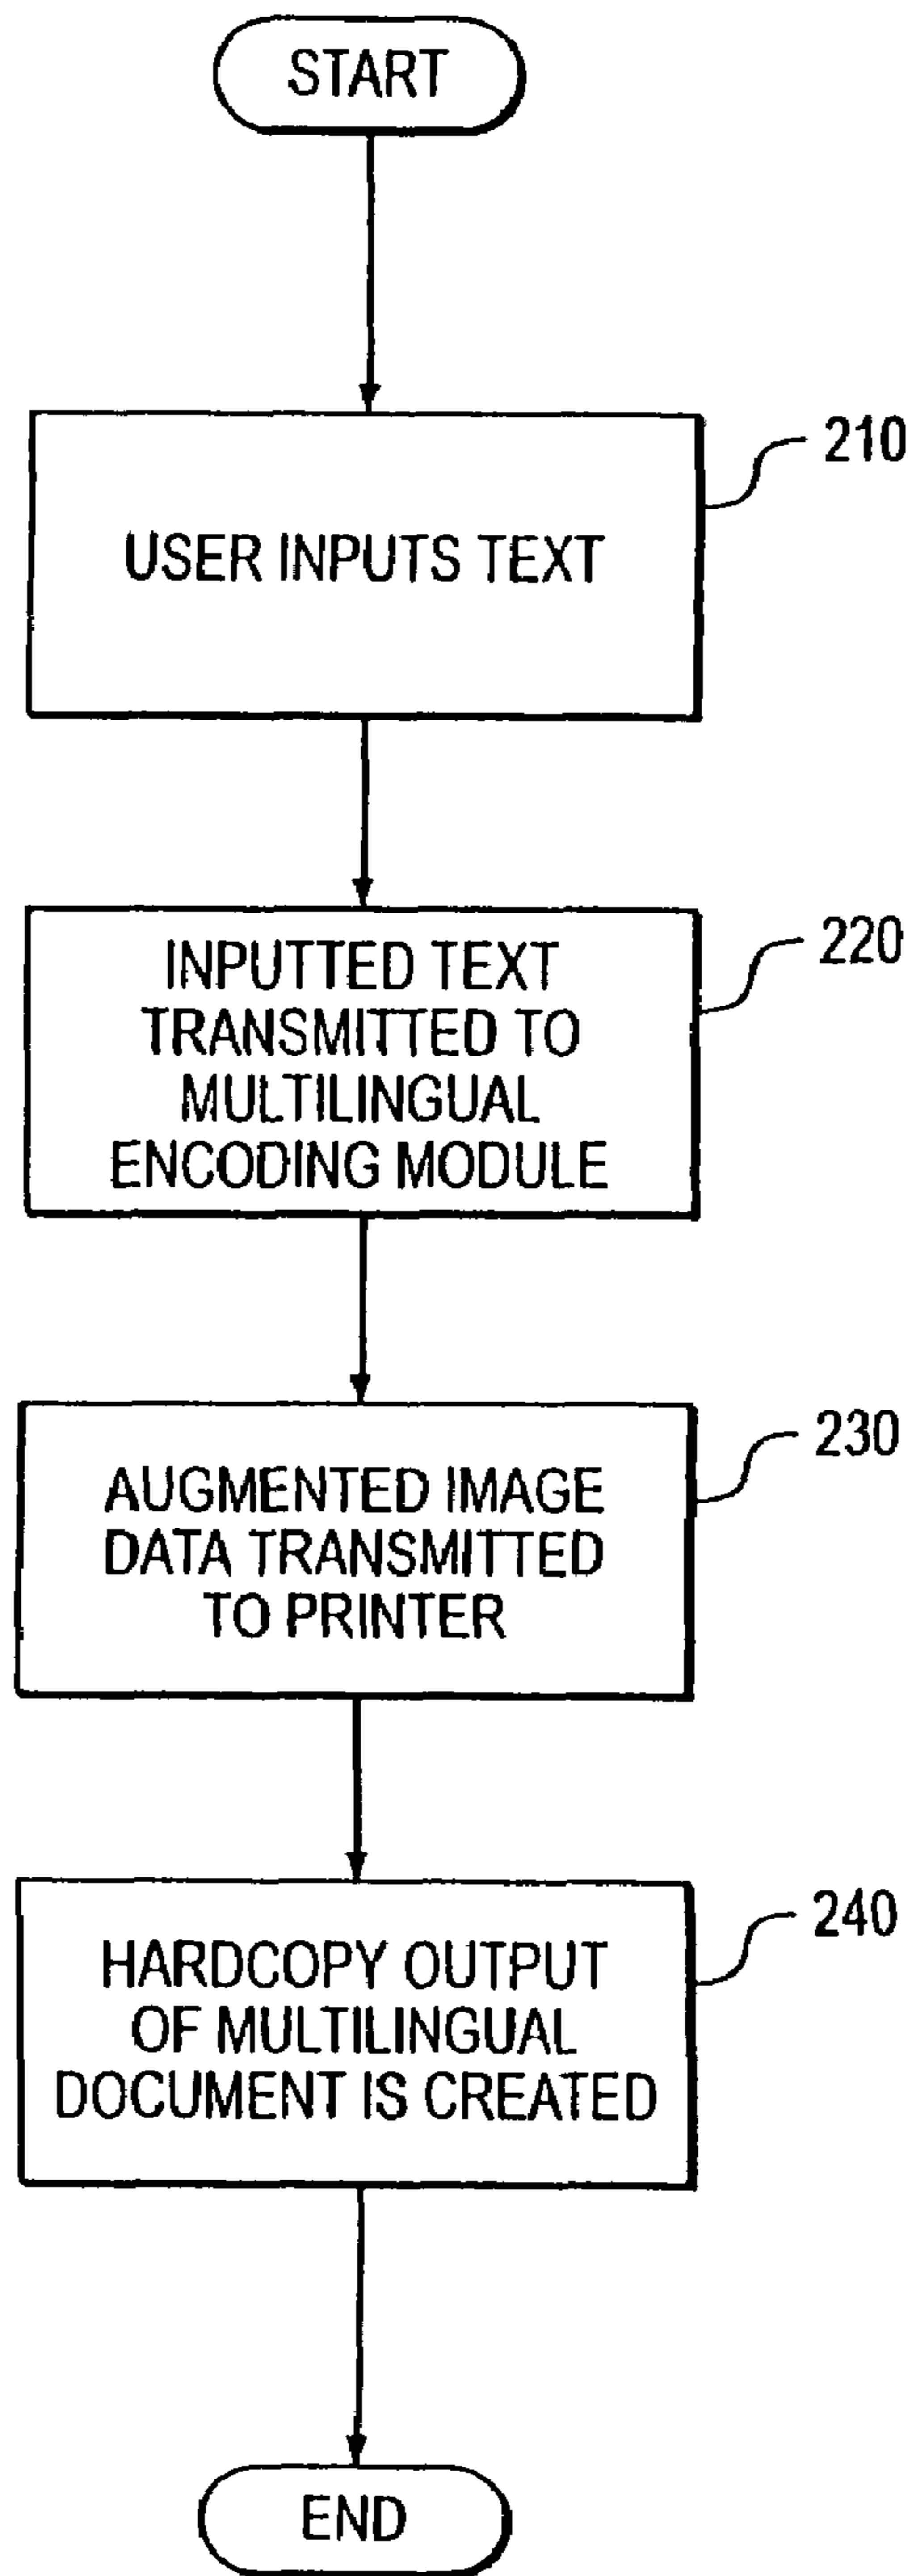 START
210
USER INPUTS TEXT
220
INPUTTED TEXT
TRANSMITTED TO
MULTILINGUAL
ENCODING MODULE
230
AUGMENTED IMAGE
DATA TRANSMITTED
TO PRINTER
240
HARDCOPY OUTPUT
OF MULTILINGUAL
DOCUMENT IS CREATED
END